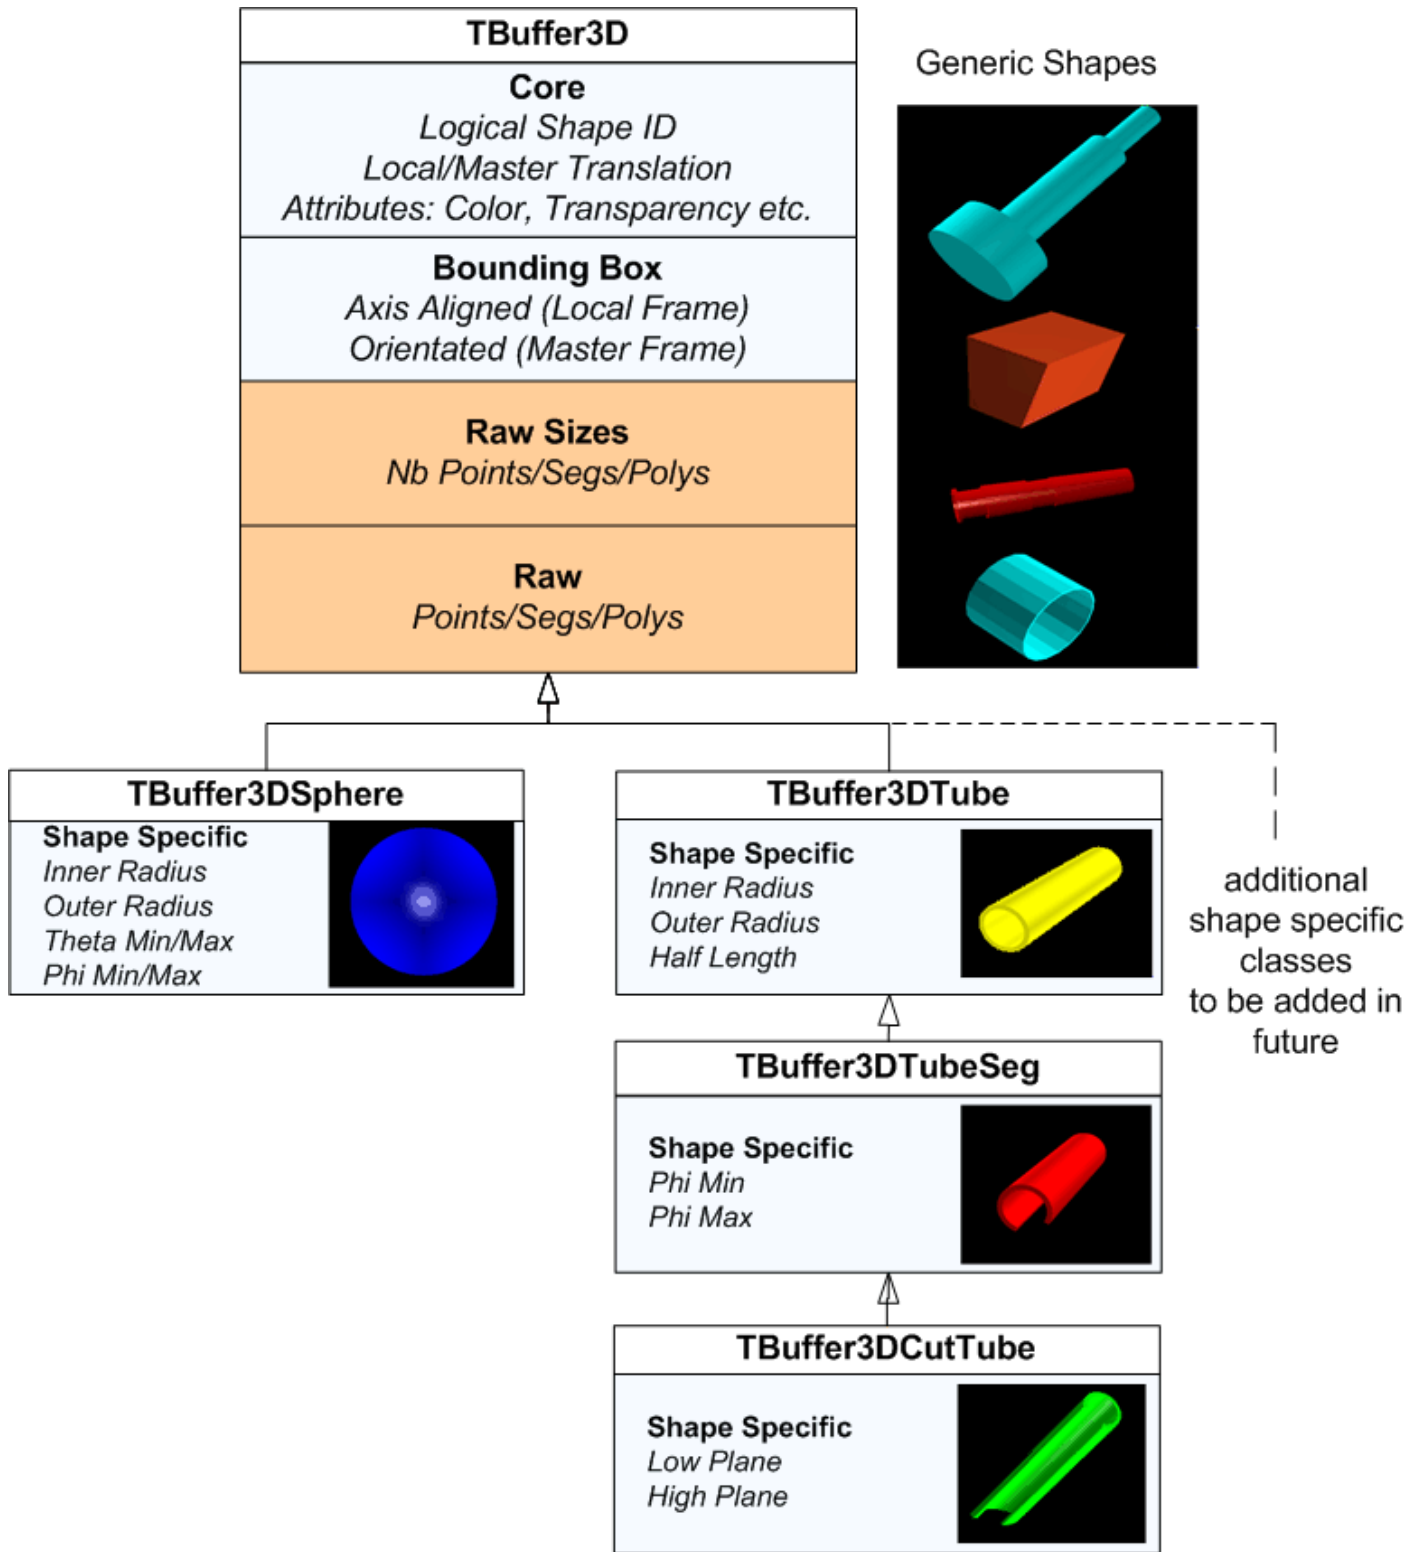 TBuffer3D
Core
Logical Shape ID
Local/Master Translation
Attributes: Color, Transparency etc.
Bounding Box
Axis Aligned (Local Frame)
Orientated (Master Frame)
Raw Sizes
Nb Points/Segs/Polys
Raw
Points/Segs/Polys
Generic Shapes
TBuffer3DSphere
Shape Specific
Inner Radius
Outer Radius
Theta Min/Max
Phi Min/Max
TBuffer3DTube
Shape Specific
Inner Radius
Outer Radius
Half Length
additional
shape specific
classes
to be added in
future
TBuffer3DTubeSeg
Shape Specific
Phi Min
Phi Max
TBuffer3DCutTube
Shape Specific
Low Plane
High Plane